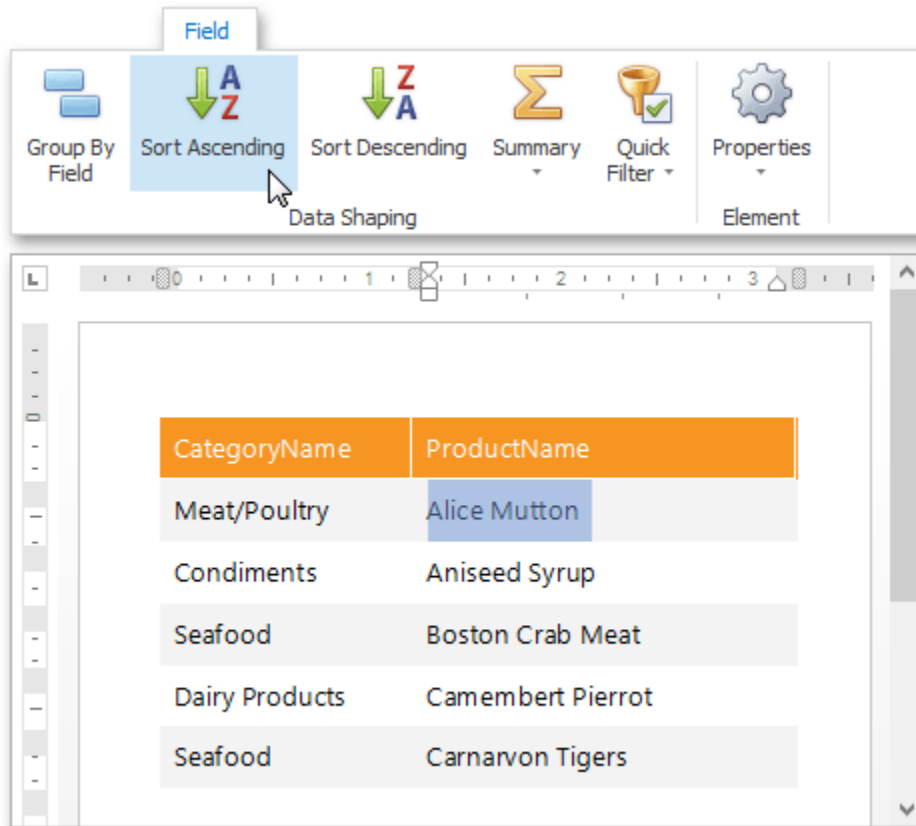 Field
A Z
Z A
Group By Field
Sort Ascending
Sort Descending
Summary
Quick Filter
Properties
Data Shaping
Element
L
0 1 2 3
0
CategoryName ProductName
Meat/Poultry Alice Mutton
Condiments Aniseed Syrup
Seafood Boston Crab Meat
Dairy Products Camembert Pierrot
Seafood Carnarvon Tigers